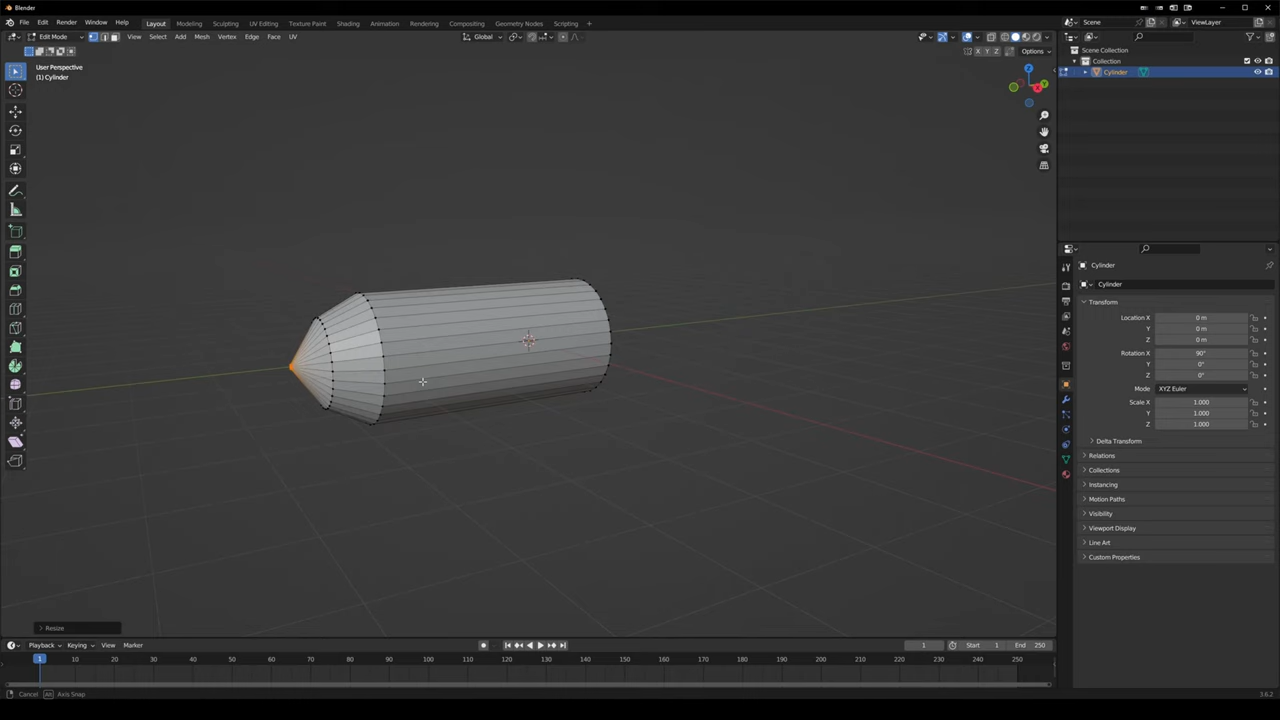 Blender
File Edit Render Window Help
Layout Modeling Sculpting UV Editing Texture Paint Shading Animation Rendering Compositing Geometry Nodes Scripting +
Scene
ViewLayer
Edit Mode View Select Add Mesh Vertex Edge Face UV
Global
X Y Z Options
User Perspective
(1) Cylinder
Z
Y
X
Scene Collection
Collection
Cylinder
Cylinder
Cylinder
Transform
Location X 0 m
Y 0 m
Z 0 m
Rotation X 90°
Y 0°
Z 0°
Mode XYZ Euler
Scale X 1.000
Y 1.000
Z 1.000
Delta Transform
Relations
Collections
Instancing
Motion Paths
Visibility
Viewport Display
Line Art
Custom Properties
Resize
Playback Keying View Marker
1 Start 1 End 250
1 10 20 30 40 50 60 70 80 90 100 110 120 130 140 150 160 170 180 190 200 210 220 230 240 250
Cancel Alt Axis Snap
3.6.2